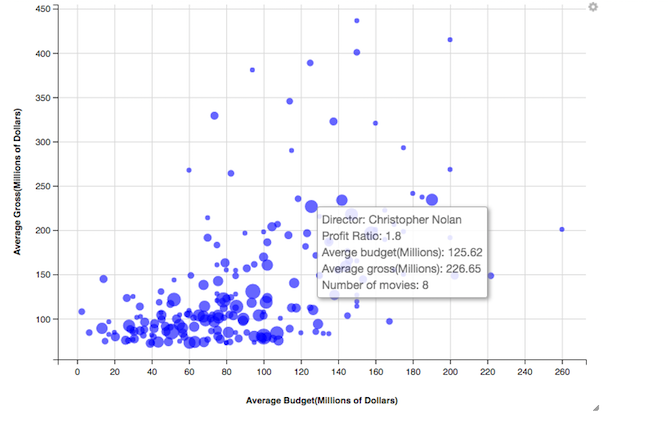 450
400
350
300
250
200
150
100
Average Gross(Millions of Dollars)
Director: Christopher Nolan
Profit Ratio: 1.8
Averge budget(Millions): 125.62
Average gross(Millions): 226.65
Number of movies: 8
0 20 40 60 80 100 120 140 160 180 200 220 240 260
Average Budget(Millions of Dollars)